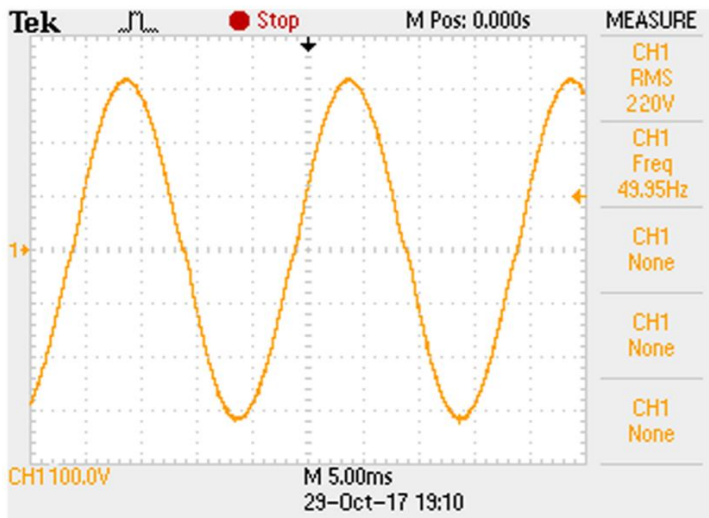 Tek Stop M Pos: 0.000s MEASURE
CH1
RMS
220V
CH1
Freq
49.95Hz
1
CH1
None
CH1
None
CH1
None
CH1 100.0V M 5.00ms
29-Oct-17 19:10